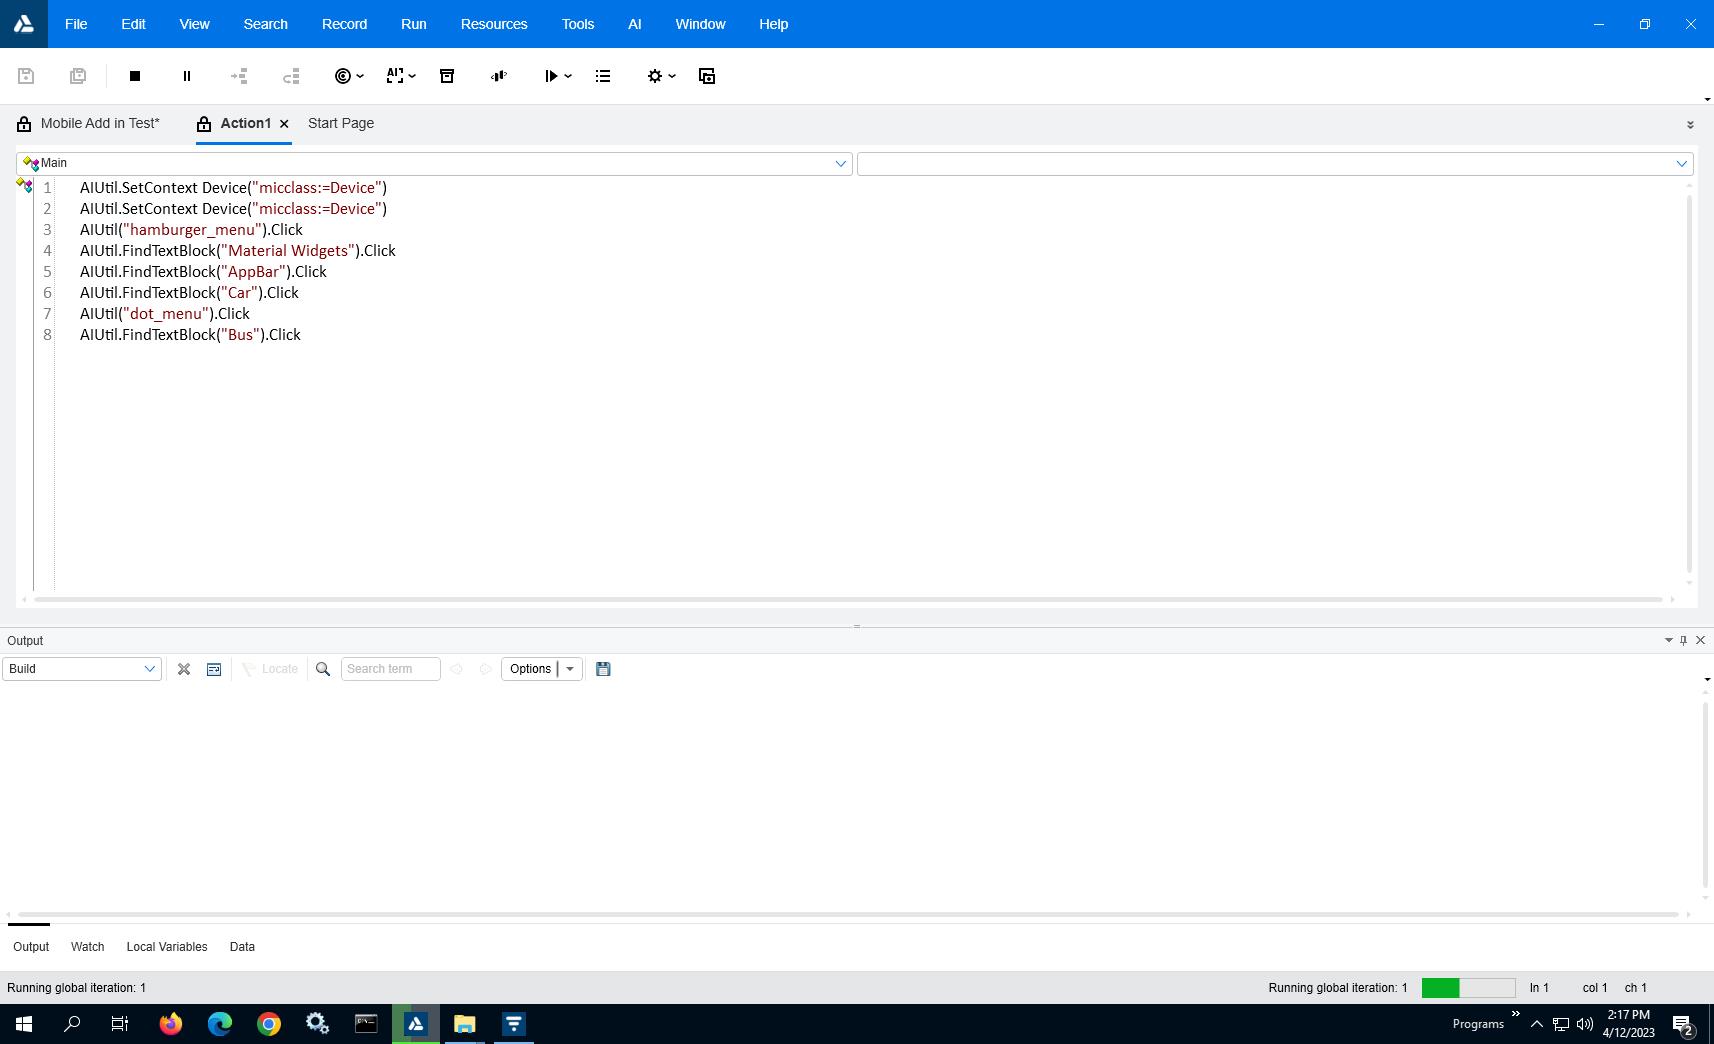 File Edit View Search Record Run Resources Tools AI Window Help
AI
Mobile Add in Test* Action1 Start Page
Main
1 AIUtil.SetContext Device("micclass:=Device")
2 AIUtil.SetContext Device("micclass:=Device")
3 AIUtil("hamburger_menu").Click
4 AIUtil.FindTextBlock("Material Widgets").Click
5 AIUtil.FindTextBlock("AppBar").Click
6 AIUtil.FindTextBlock("Car").Click
7 AIUtil("dot_menu").Click
8 AIUtil.FindTextBlock("Bus").Click
Output
Build Locate Search term Options
Output Watch Local Variables Data
Running global iteration: 1 Running global iteration: 1 ln 1 col 1 ch 1
Programs 2:17 PM
4/12/2023 2